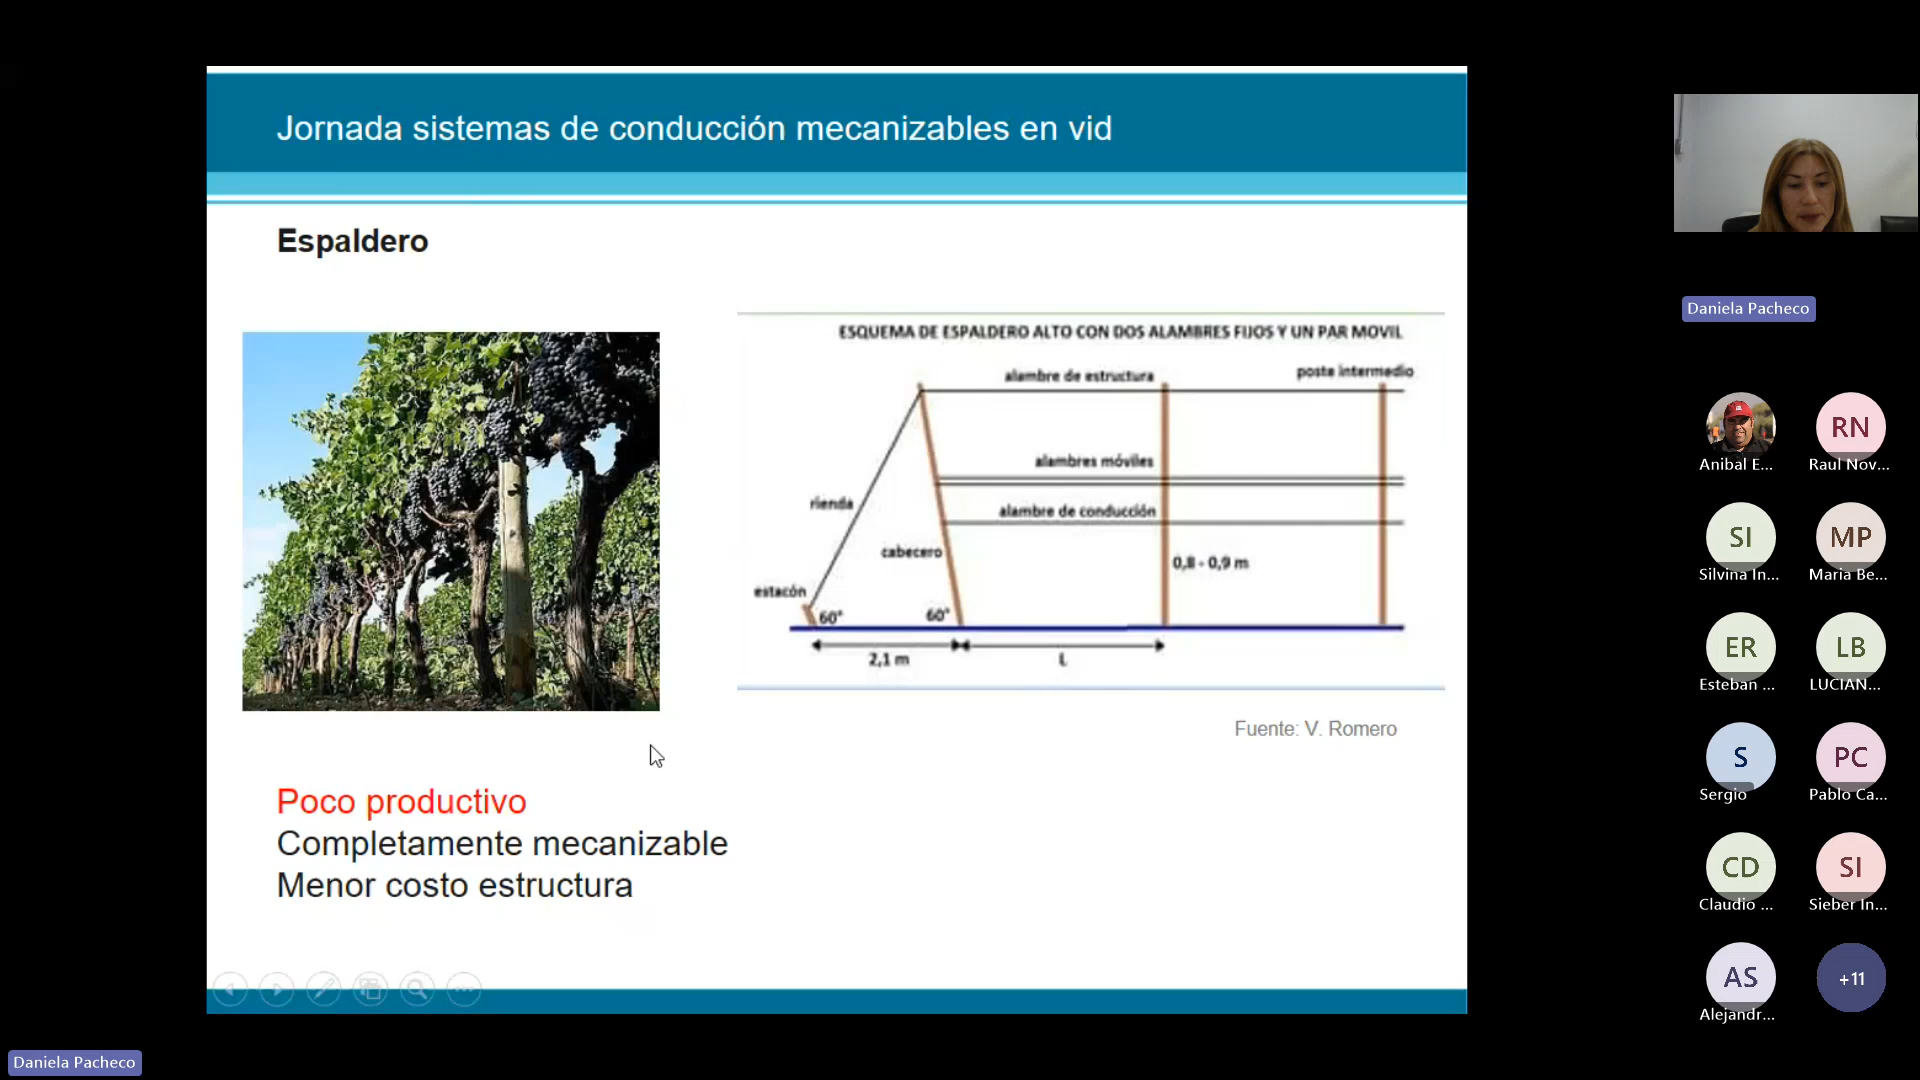 Jornada sistemas de conducción mecanizables en vid
Espaldero
ESQUEMA DE ESPALDERO ALTO CON DOS ALAMBRES FIJOS Y UN PAR MOVIL
alambre de estructura
poste intermedio
alambres móviles
rienda
alambre de conducción
cabecero
0,8 - 0,9 m
estacón
60°
60°
2,1 m
L
Fuente: V. Romero
Poco productivo
Completamente mecanizable
Menor costo estructura
Daniela Pacheco
Anibal E...
RN
Raul Nov...
SI
Silvina In...
MP
Maria Be...
ER
Esteban ...
LB
LUCIAN...
S
Sergio
PC
Pablo Ca...
CD
Claudio ...
SI
Sieber In...
AS
Alejandr...
+11
Daniela Pacheco